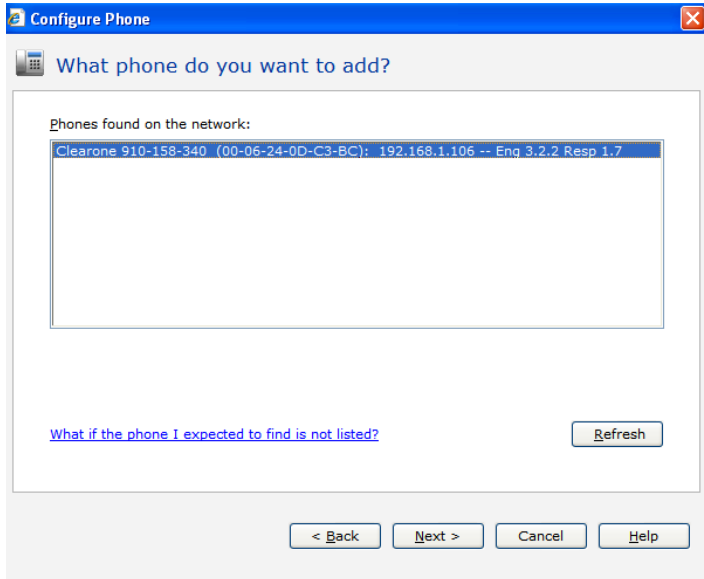 Configure Phone
What phone do you want to add?
Phones found on the network:
Clearone 910-158-340 (00-06-24-0D-C3-BC): 192.168.1.106 -- Eng 3.2.2 Resp 1.7
What if the phone I expected to find is not listed?
Refresh
< Back
Next >
Cancel
Help